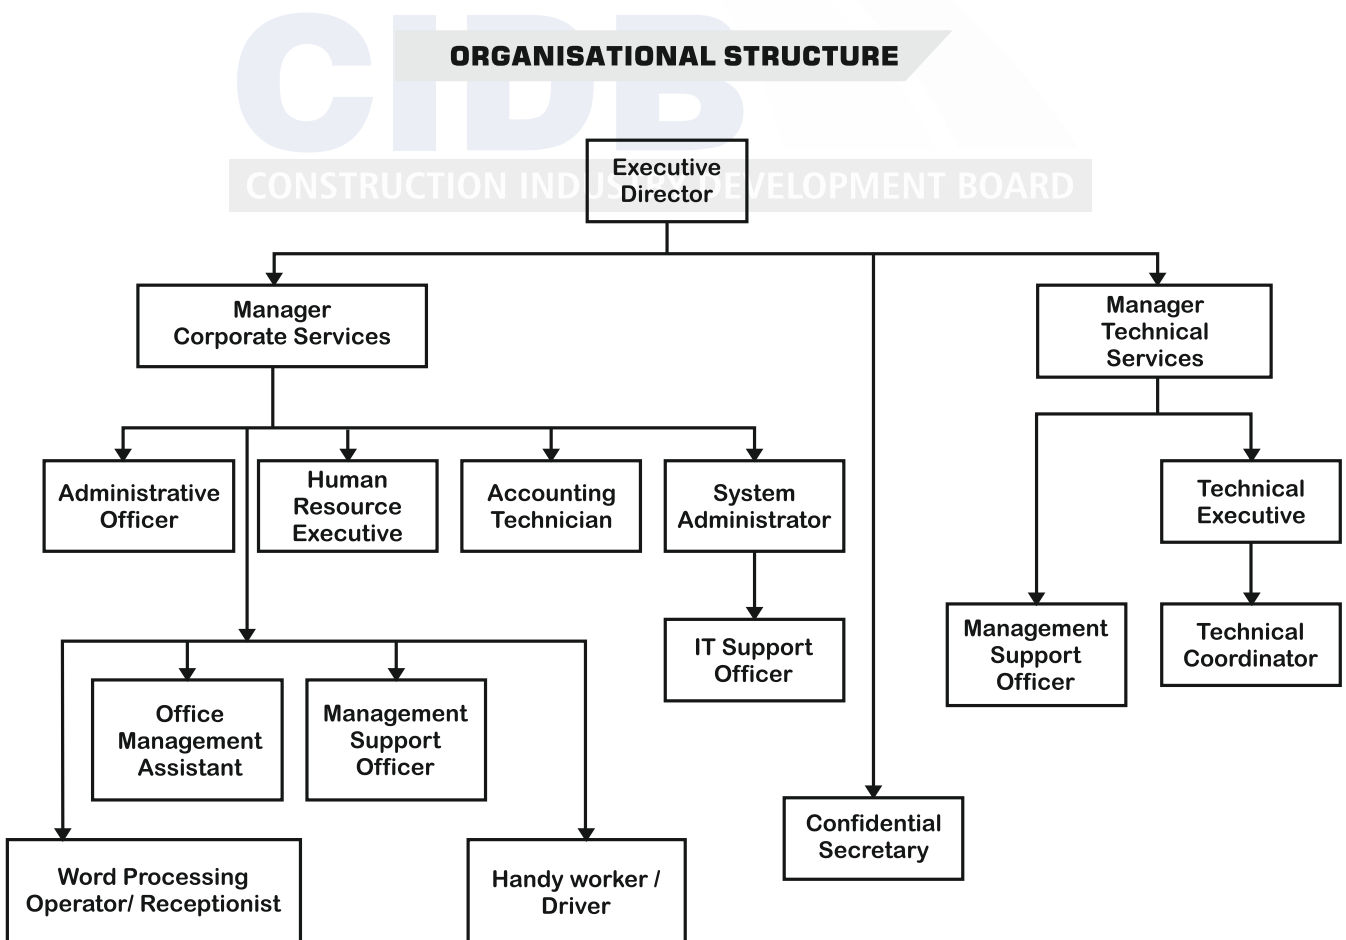 CIDB
ORGANISATIONAL STRUCTURE
CONSTRUCTION INDUSTRY DEVELOPMENT BOARD
Executive
Director
Manager
Corporate Services
Manager
Technical
Services
Administrative
Officer
Human
Resource
Executive
Accounting
Technician
System
Administrator
Technical
Executive
IT Support
Officer
Management
Support
Officer
Technical
Coordinator
Office
Management
Assistant
Management
Support
Officer
Confidential
Secretary
Word Processing
Operator/ Receptionist
Handy worker /
Driver